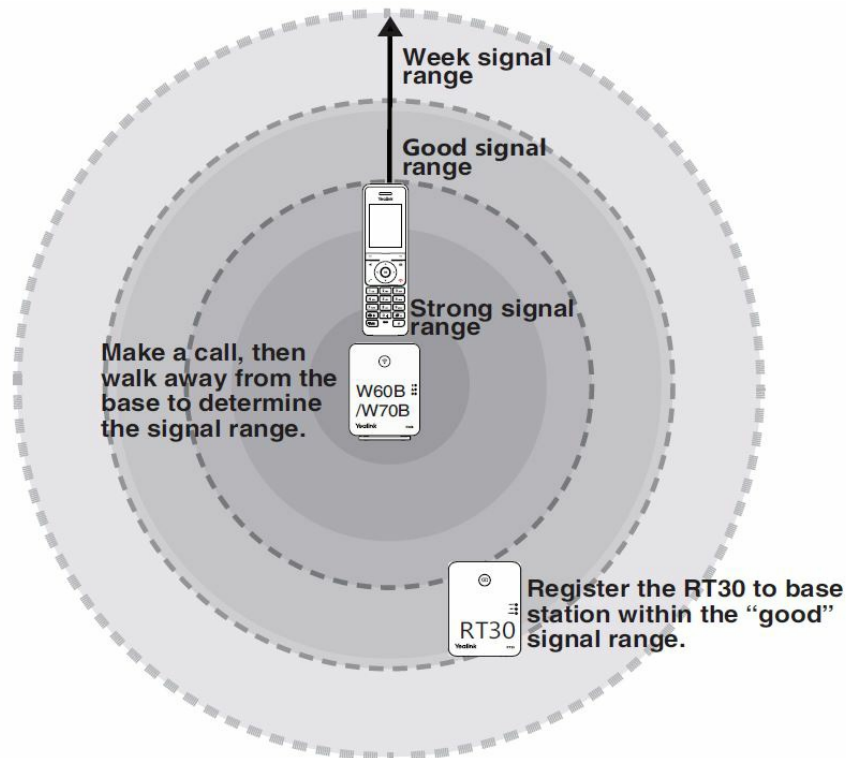 Week signal
range
Good signal
range
Yealink
Strong signal
range
Make a call, then
walk away from the
base to determine
the signal range.
W60B
/W70B
Yealink
Register the RT30 to base
station within the “good”
signal range.
RT30
Yealink